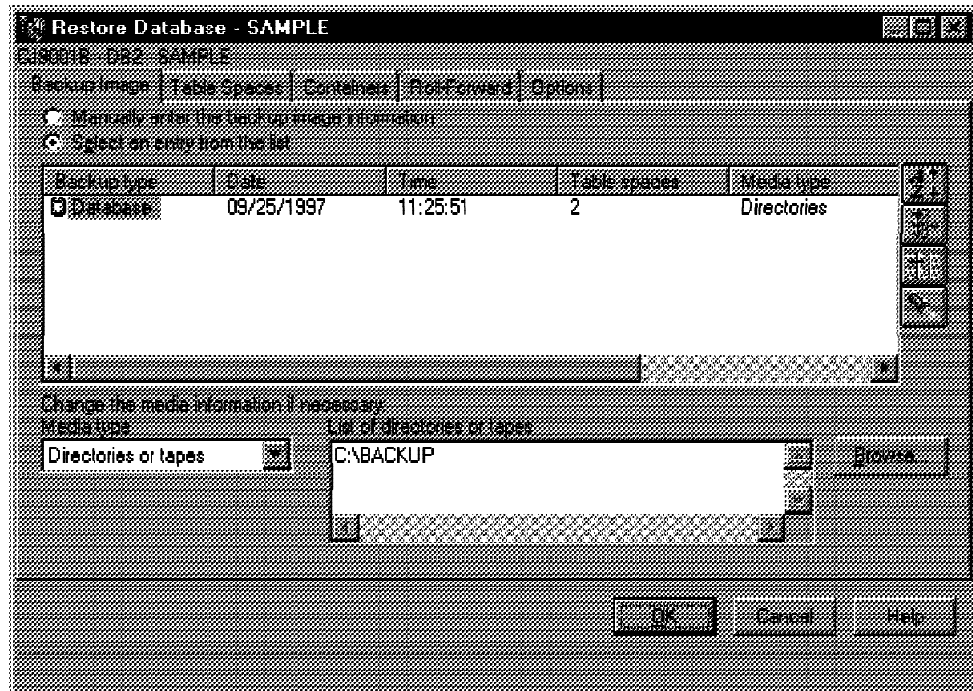 Restore Database - SAMPLE
DB2 SAMPLE
Backup Image Table Spaces Containers Roll-Forward Options
Manually enter the backup image information
Select an entry from the list
Backup type Date Time Table spaces Media type
Database 09/25/1997 11:25:51 2 Directories
Change the media information if necessary.
Media type List of directories or tapes
Directories or tapes C:\BACKUP Browse...
OK Cancel Help